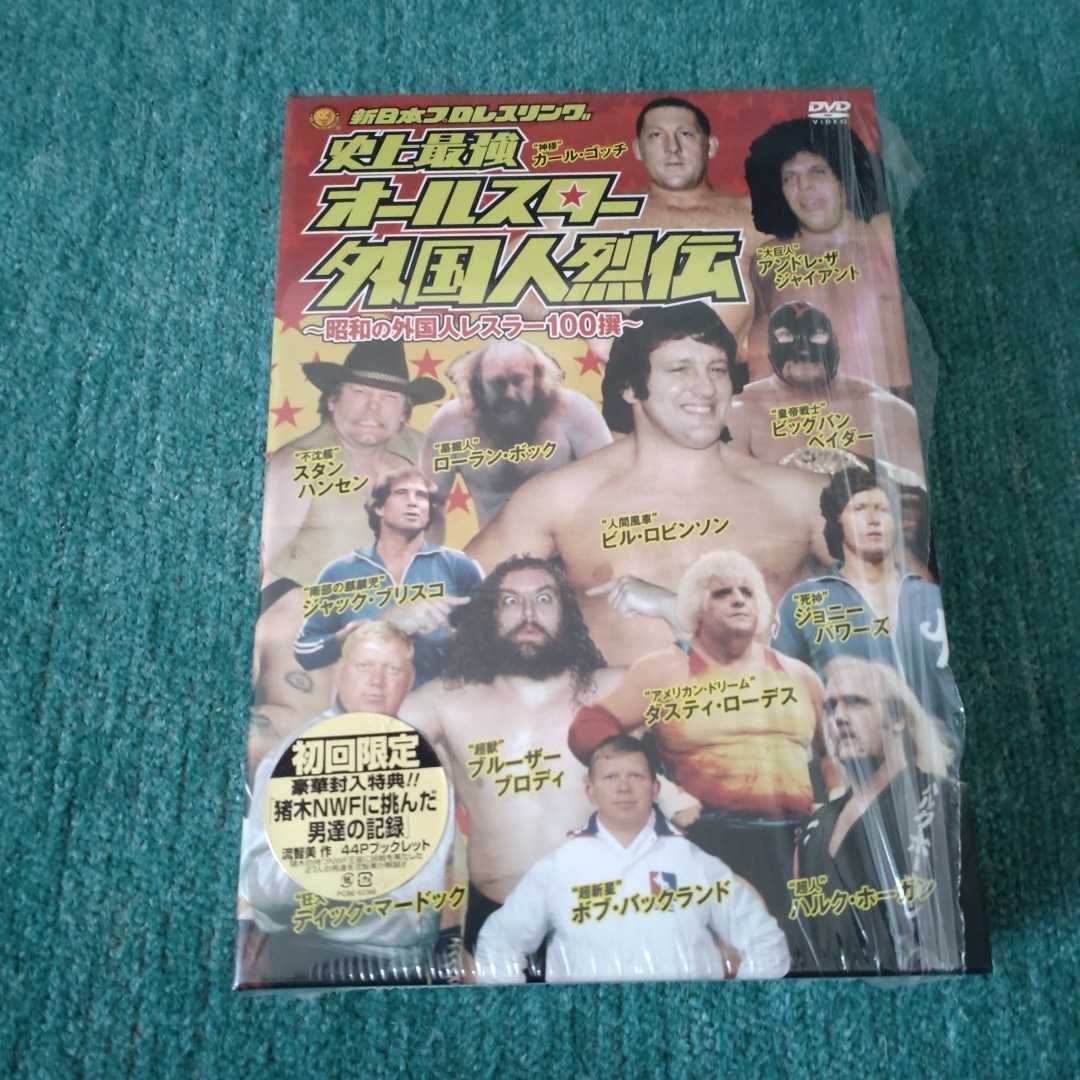 新日本プロレスリング
史上最強
オールスター
外国人烈伝
～昭和の外国人レスラー100撰～
DVD
VIDEO
"神様"
カール・ゴッチ
"大巨人"
アンドレ・ザ
ジャイアント
"皇帝戦士"
ビッグバン
ベイダー
"不沈艦"
スタン
ハンセン
"墓掘人"
ローラン・ボック
"人間風車"
ビル・ロビンソン
"南部の麒麟児"
ジャック・ブリスコ
"死神"
ジョニー
パワーズ
"アメリカン・ドリーム"
ダスティ・ローデス
"超獣"
ブルーザー
ブロディ
初回限定
豪華封入特典!!
「猪木NWFに挑んだ
男達の記録」
流智美 作 44Pブックレット
ディック・マードック
"超新星"
ボブ・バックランド
"超人"
ハルク・ホーガン